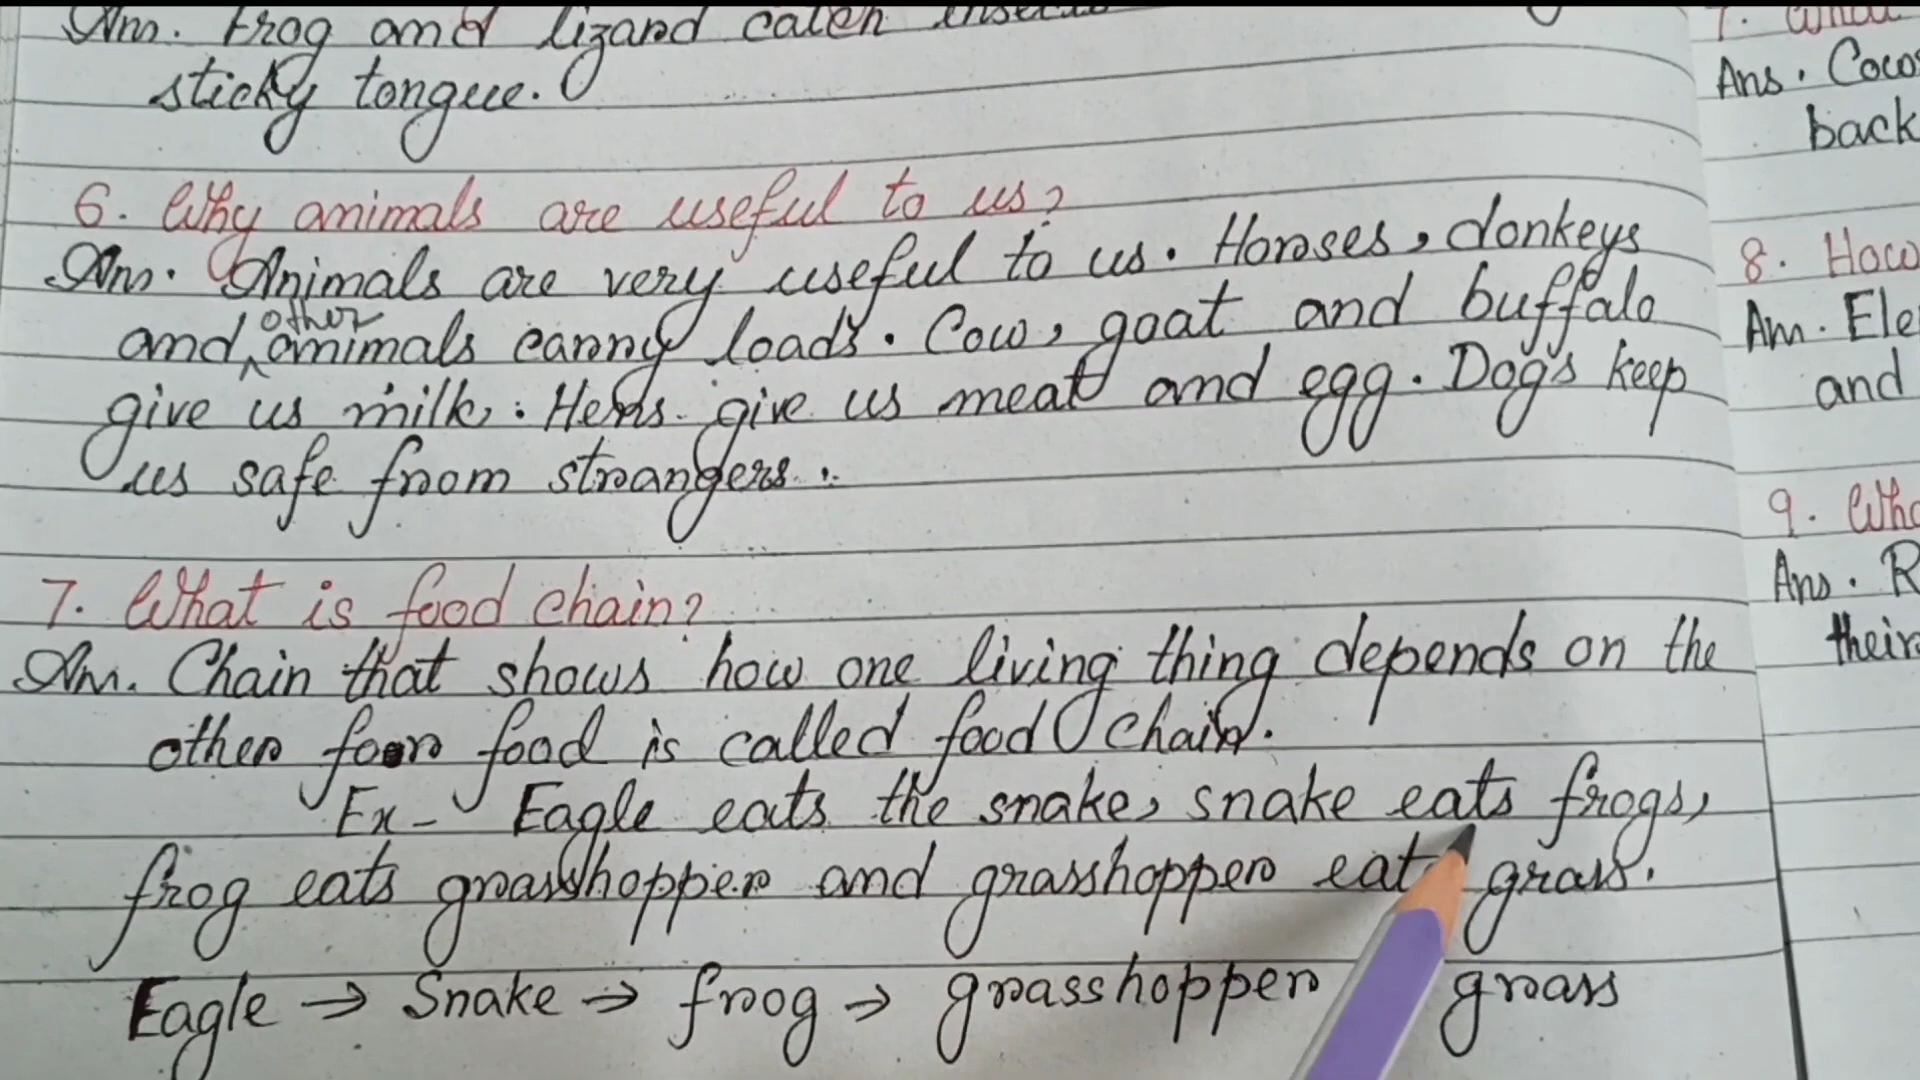 Ans. Frog and lizard catch insects
sticky tongue.
6. Why animals are useful to us?
Ans. Animals are very useful to us. Horses, donkeys
and other animals carry loads. Cow, goat and buffalo
give us milk. Hens give us meat and egg. Dogs keep
us safe from strangers.
7. What is food chain?
Ans. Chain that shows how one living thing depends on the
other for food is called food chain.
Ex- Eagle eats the snake, snake eats frogs,
frog eats grasshopper and grasshopper eat grass.
Eagle → Snake → frog → grasshopper grass
7. What
Ans.
back
8. How
Ans.
and
9.
Ans. R
their